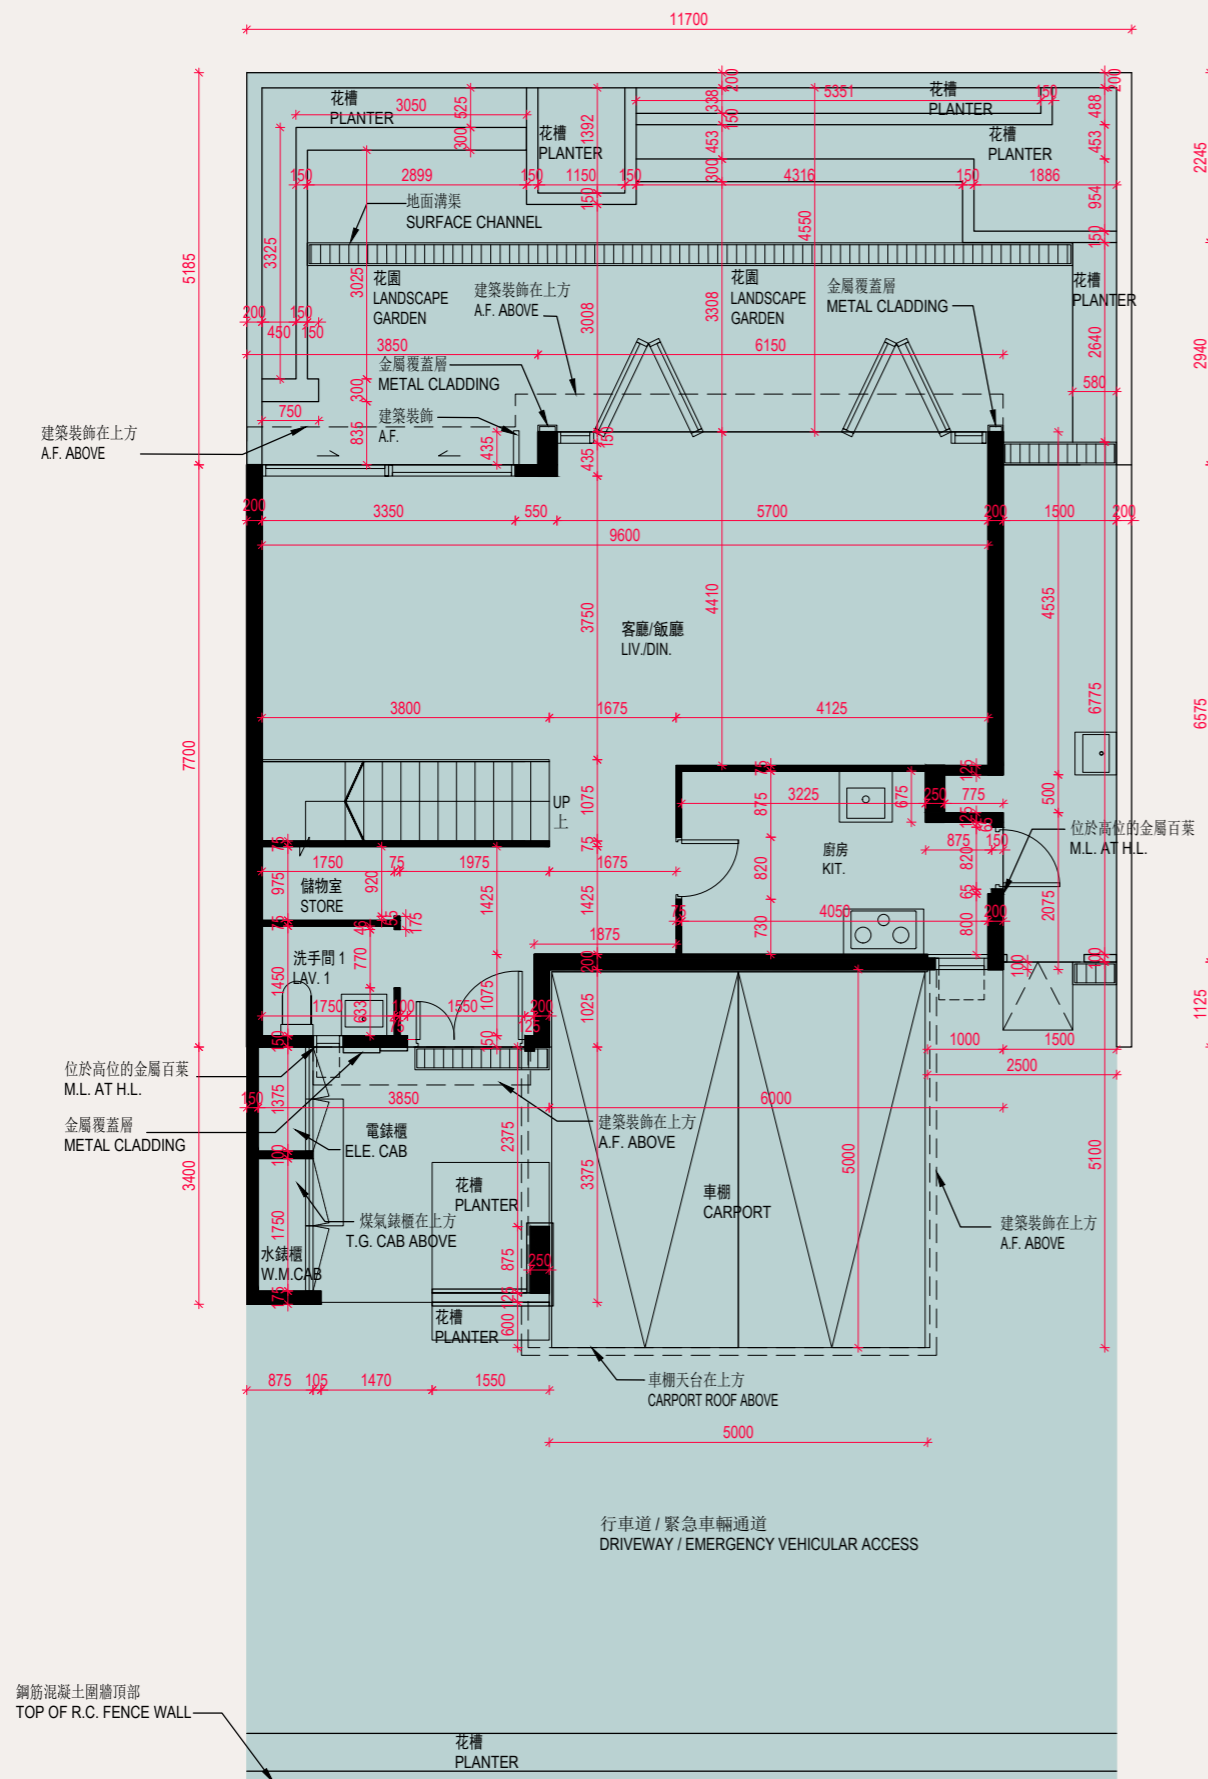 11700
200
200
花槽
PLANTER
3050
525
300
1392
花槽
PLANTER
338
150
5351
150
花槽
PLANTER
488
453
300
花槽
PLANTER
453
2245
150
2899
150
1150
150
4316
150
1886
954
150
150
地面溝渠
SURFACE CHANNEL
4550
3325
3025
5185
花園
LANDSCAPE
GARDEN
建築裝飾在上方
A.F. ABOVE
3008
3308
花園
LANDSCAPE
GARDEN
金屬覆蓋層
METAL CLADDING
花槽
PLANTER
200
150
450
150
2640
2940
3850
6150
金屬覆蓋層
METAL CLADDING
580
300
750
建築裝飾
A.F.
建築裝飾在上方
A.F. ABOVE
835
435
435
150
200
3350
550
5700
200
1500
200
9600
3750
4410
4535
客廳/飯廳
LIV./DIN.
6775
6575
3800
1675
4125
7700
75
125
UP
上
1075
3225
875
675
250
775
500
125
65
位於高位的金屬百葉
M.L. AT H.L.
廚房
KIT.
875
150
820
820
75
75
1750
75
1975
1675
975
儲物室
STORE
920
1425
1425
65
2075
75
55
175
75
4050
200
46
730
800
1875
洗手間 1
LAV. 1
770
200
100
100
1450
1075
1025
1750
633
100
1550
200
125
150
150
1000
1500
1125
2500
位於高位的金屬百葉
M.L. AT H.L.
150
1375
3850
6000
金屬覆蓋層
METAL CLADDING
電錶櫃
ELE. CAB
建築裝飾在上方
A.F. ABOVE
2375
100
3400
3375
5000
5100
花槽
PLANTER
車棚
CARPORT
煤氣錶櫃在上方
T.G. CAB ABOVE
1750
建築裝飾在上方
A.F. ABOVE
水錶櫃
W.M.CAB
875
250
175
125
花槽
PLANTER
600
875
105
1470
1550
車棚天台在上方
CARPORT ROOF ABOVE
5000
行車道 / 緊急車輛通道
DRIVEWAY / EMERGENCY VEHICULAR ACCESS
鋼筋混凝土圍牆頂部
TOP OF R.C. FENCE WALL
花槽
PLANTER